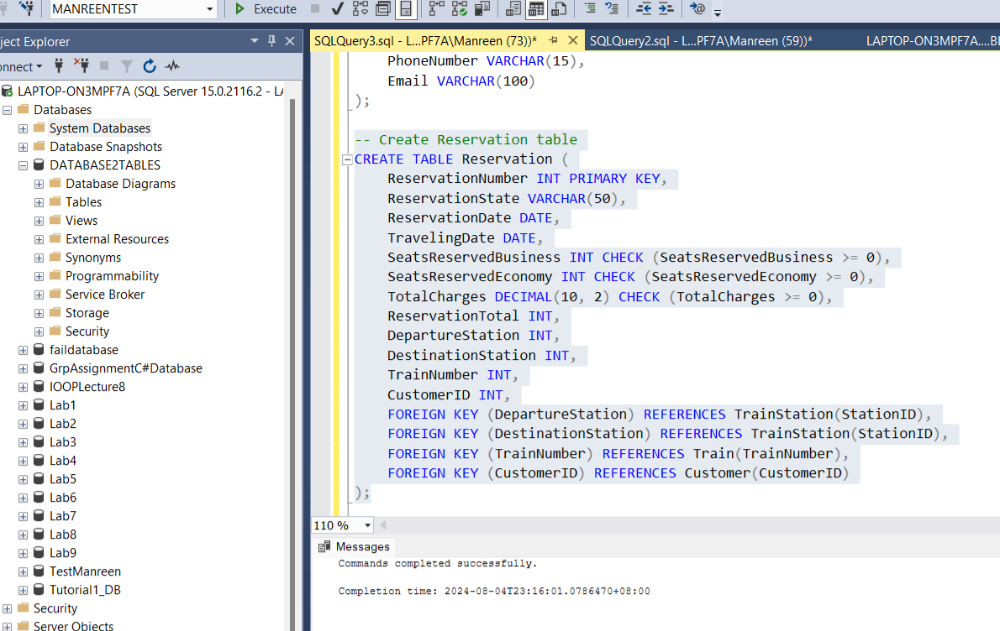 MANREENTEST
Execute
ject Explorer
SQLQuery3.sql - L...PF7A\Manreen (73))*
SQLQuery2.sql - L...PF7A\Manreen (59))*
LAPTOP-ON3MPF7A....B
onnect
LAPTOP-ON3MPF7A (SQL Server 15.0.2116.2 - LA
Databases
System Databases
Database Snapshots
DATABASE2TABLES
Database Diagrams
Tables
Views
External Resources
Synonyms
Programmability
Service Broker
Storage
Security
faildatabase
GrpAssignmentC#Database
IOOPLecture8
Lab1
Lab2
Lab3
Lab4
Lab5
Lab6
Lab7
Lab8
Lab9
TestManreen
Tutorial1_DB
Security
Server Objects
PhoneNumber VARCHAR(15),
Email VARCHAR(100)
);
-- Create Reservation table
CREATE TABLE Reservation (
ReservationNumber INT PRIMARY KEY,
ReservationState VARCHAR(50),
ReservationDate DATE,
TravelingDate DATE,
SeatsReservedBusiness INT CHECK (SeatsReservedBusiness >= 0),
SeatsReservedEconomy INT CHECK (SeatsReservedEconomy >= 0),
TotalCharges DECIMAL(10, 2) CHECK (TotalCharges >= 0),
ReservationTotal INT,
DepartureStation INT,
DestinationStation INT,
TrainNumber INT,
CustomerID INT,
FOREIGN KEY (DepartureStation) REFERENCES TrainStation(StationID),
FOREIGN KEY (DestinationStation) REFERENCES TrainStation(StationID),
FOREIGN KEY (TrainNumber) REFERENCES Train(TrainNumber),
FOREIGN KEY (CustomerID) REFERENCES Customer(CustomerID)
);
110 %
Messages
Commands completed successfully.
Completion time: 2024-08-04T23:16:01.0786470+08:00